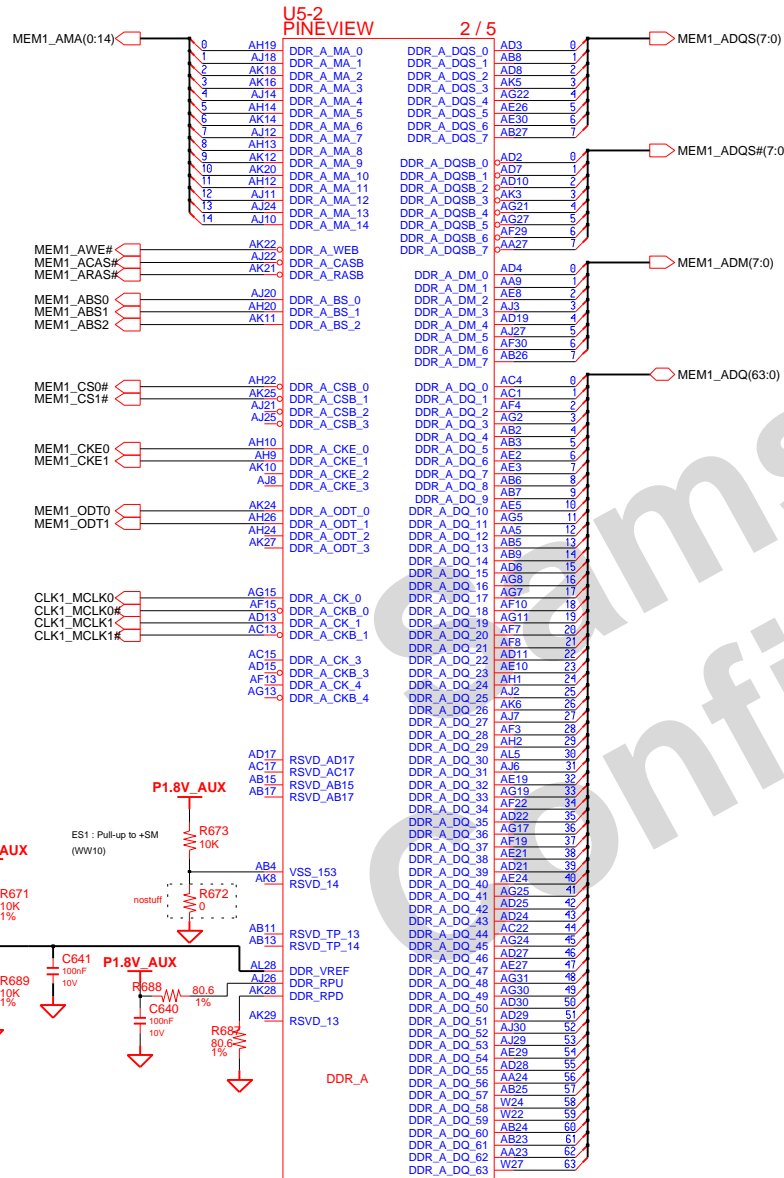 U5-2
PINEVIEW 2 / 5
MEM1_AMA(0:14)
0 AH19 DDR_A_MA_0
1 AJ18 DDR_A_MA_1
2 AK18 DDR_A_MA_2
3 AK16 DDR_A_MA_3
4 AJ14 DDR_A_MA_4
5 AH14 DDR_A_MA_5
6 AK14 DDR_A_MA_6
7 AJ12 DDR_A_MA_7
8 AH13 DDR_A_MA_8
9 AK12 DDR_A_MA_9
10 AK20 DDR_A_MA_10
11 AH12 DDR_A_MA_11
12 AJ11 DDR_A_MA_12
13 AJ24 DDR_A_MA_13
14 AJ10 DDR_A_MA_14
MEM1_AWE# AK22 DDR_A_WEB
MEM1_ACAS# AJ22 DDR_A_CASB
MEM1_ARAS# AK21 DDR_A_RASB
MEM1_ABS0 AJ20 DDR_A_BS_0
MEM1_ABS1 AH20 DDR_A_BS_1
MEM1_ABS2 AK11 DDR_A_BS_2
MEM1_CS0# AH22 DDR_A_CSB_0
MEM1_CS1# AK25 DDR_A_CSB_1
AJ21 DDR_A_CSB_2
AJ25 DDR_A_CSB_3
MEM1_CKE0 AH10 DDR_A_CKE_0
MEM1_CKE1 AH9 DDR_A_CKE_1
AK10 DDR_A_CKE_2
AJ8 DDR_A_CKE_3
MEM1_ODT0 AK24 DDR_A_ODT_0
MEM1_ODT1 AH26 DDR_A_ODT_1
AH24 DDR_A_ODT_2
AK27 DDR_A_ODT_3
CLK1_MCLK0 AG15 DDR_A_CK_0
CLK1_MCLK0# AF15 DDR_A_CKB_0
CLK1_MCLK1 AD13 DDR_A_CK_1
CLK1_MCLK1# AC13 DDR_A_CKB_1
AC15 DDR_A_CK_3
AD15 DDR_A_CKB_3
AF13 DDR_A_CK_4
AG13 DDR_A_CKB_4
AD17 RSVD_AD17
AC17 RSVD_AC17
AB15 RSVD_AB15
AB17 RSVD_AB17
P1.8V_AUX
ES1 : Pull-up to +SM
(WW10)
R673
10K
AB4 VSS_153
AK8 RSVD_14
nostuff
R672
0
AUX
R671
10K
1%
AB11 RSVD_TP_13
AB13 RSVD_TP_14
C641
100nF
10V
P1.8V_AUX
AL28 DDR_VREF
AJ26 DDR_RPU
AK28 DDR_RPD
R689
10K
1%
R688
80.6
1%
C640
100nF
10V
AK29 RSVD_13
R687
80.6
1%
DDR_A
MEM1_ADQS(7:0)
DDR_A_DQS_0 AD3 0
DDR_A_DQS_1 AB8 1
DDR_A_DQS_2 AD8 2
DDR_A_DQS_3 AK5 3
DDR_A_DQS_4 AG22 4
DDR_A_DQS_5 AE26 5
DDR_A_DQS_6 AE30 6
DDR_A_DQS_7 AB27 7
MEM1_ADQS#(7:0
DDR_A_DQSB_0 AD2 0
DDR_A_DQSB_1 AD7 1
DDR_A_DQSB_2 AD10 2
DDR_A_DQSB_3 AK3 3
DDR_A_DQSB_4 AG21 4
DDR_A_DQSB_5 AG27 5
DDR_A_DQSB_6 AF29 6
DDR_A_DQSB_7 AA27 7
MEM1_ADM(7:0)
DDR_A_DM_0 AD4 0
DDR_A_DM_1 AA9 1
DDR_A_DM_2 AE8 2
DDR_A_DM_3 AJ3 3
DDR_A_DM_4 AD19 4
DDR_A_DM_5 AJ27 5
DDR_A_DM_6 AF30 6
DDR_A_DM_7 AB26 7
MEM1_ADQ(63:0)
DDR_A_DQ_0 AC4 0
DDR_A_DQ_1 AC1 1
DDR_A_DQ_2 AF4 2
DDR_A_DQ_3 AG2 3
DDR_A_DQ_4 AB2 4
DDR_A_DQ_5 AB3 5
DDR_A_DQ_6 AE2 6
DDR_A_DQ_7 AE3 7
DDR_A_DQ_8 AB6 8
DDR_A_DQ_9 AB7 9
DDR_A_DQ_10 AE5 10
DDR_A_DQ_11 AG5 11
DDR_A_DQ_12 AA5 12
DDR_A_DQ_13 AB5 13
DDR_A_DQ_14 AB9 14
DDR_A_DQ_15 AD6 15
DDR_A_DQ_16 AG8 16
DDR_A_DQ_17 AG7 17
DDR_A_DQ_18 AF10 18
DDR_A_DQ_19 AG11 19
DDR_A_DQ_20 AF7 20
DDR_A_DQ_21 AF8 21
DDR_A_DQ_22 AD11 22
DDR_A_DQ_23 AE10 23
DDR_A_DQ_24 AH1 24
DDR_A_DQ_25 AJ2 25
DDR_A_DQ_26 AK6 26
DDR_A_DQ_27 AJ7 27
DDR_A_DQ_28 AF3 28
DDR_A_DQ_29 AH2 29
DDR_A_DQ_30 AL5 30
DDR_A_DQ_31 AJ6 31
DDR_A_DQ_32 AE19 32
DDR_A_DQ_33 AG19 33
DDR_A_DQ_34 AF22 34
DDR_A_DQ_35 AD22 35
DDR_A_DQ_36 AG17 36
DDR_A_DQ_37 AF19 37
DDR_A_DQ_38 AE21 38
DDR_A_DQ_39 AD21 39
DDR_A_DQ_40 AE24 40
DDR_A_DQ_41 AG25 41
DDR_A_DQ_42 AD25 42
DDR_A_DQ_43 AD24 43
DDR_A_DQ_44 AC22 44
DDR_A_DQ_45 AG24 45
DDR_A_DQ_46 AD27 46
DDR_A_DQ_47 AE27 47
DDR_A_DQ_48 AG31 48
DDR_A_DQ_49 AG30 49
DDR_A_DQ_50 AD30 50
DDR_A_DQ_51 AD29 51
DDR_A_DQ_52 AJ30 52
DDR_A_DQ_53 AJ29 53
DDR_A_DQ_54 AE29 54
DDR_A_DQ_55 AD28 55
DDR_A_DQ_56 AA24 56
DDR_A_DQ_57 AB25 57
DDR_A_DQ_58 W24 58
DDR_A_DQ_59 W22 59
DDR_A_DQ_60 AB24 60
DDR_A_DQ_61 AB23 61
DDR_A_DQ_62 AA23 62
DDR_A_DQ_63 W27 63
Sams
Confi